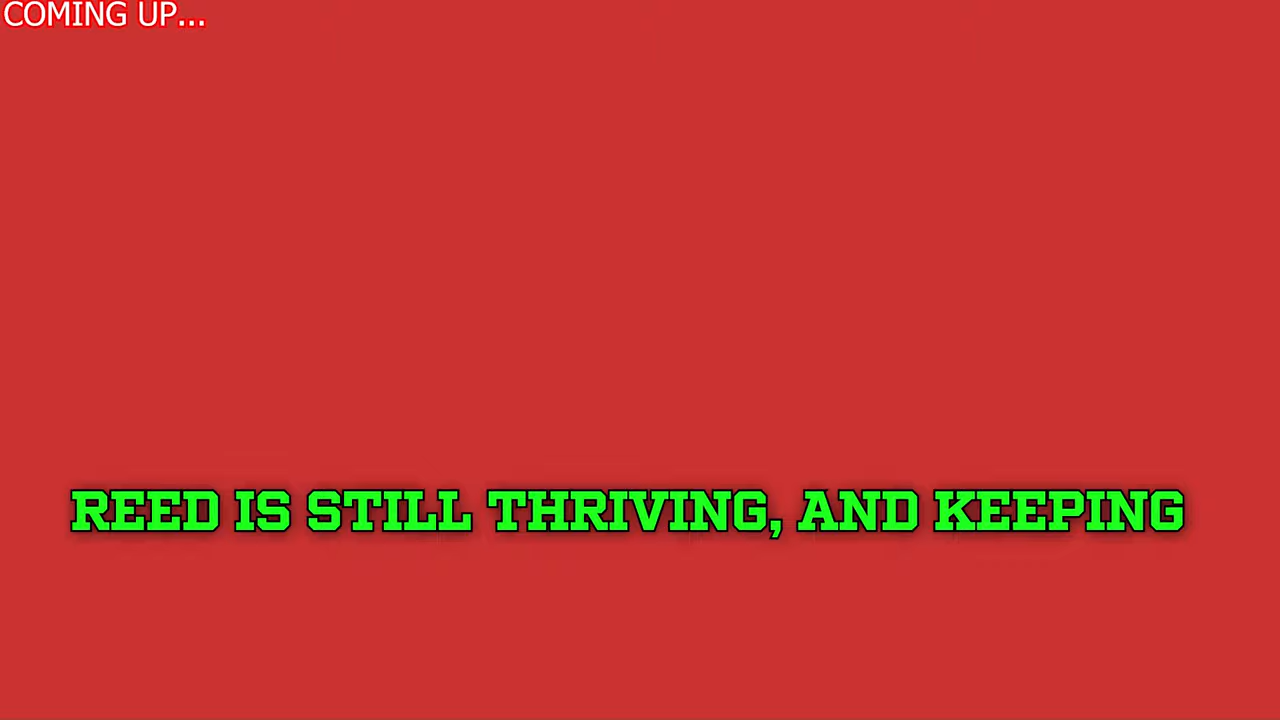 COMING UP...
REED IS STILL THRIVING, AND KEEPING